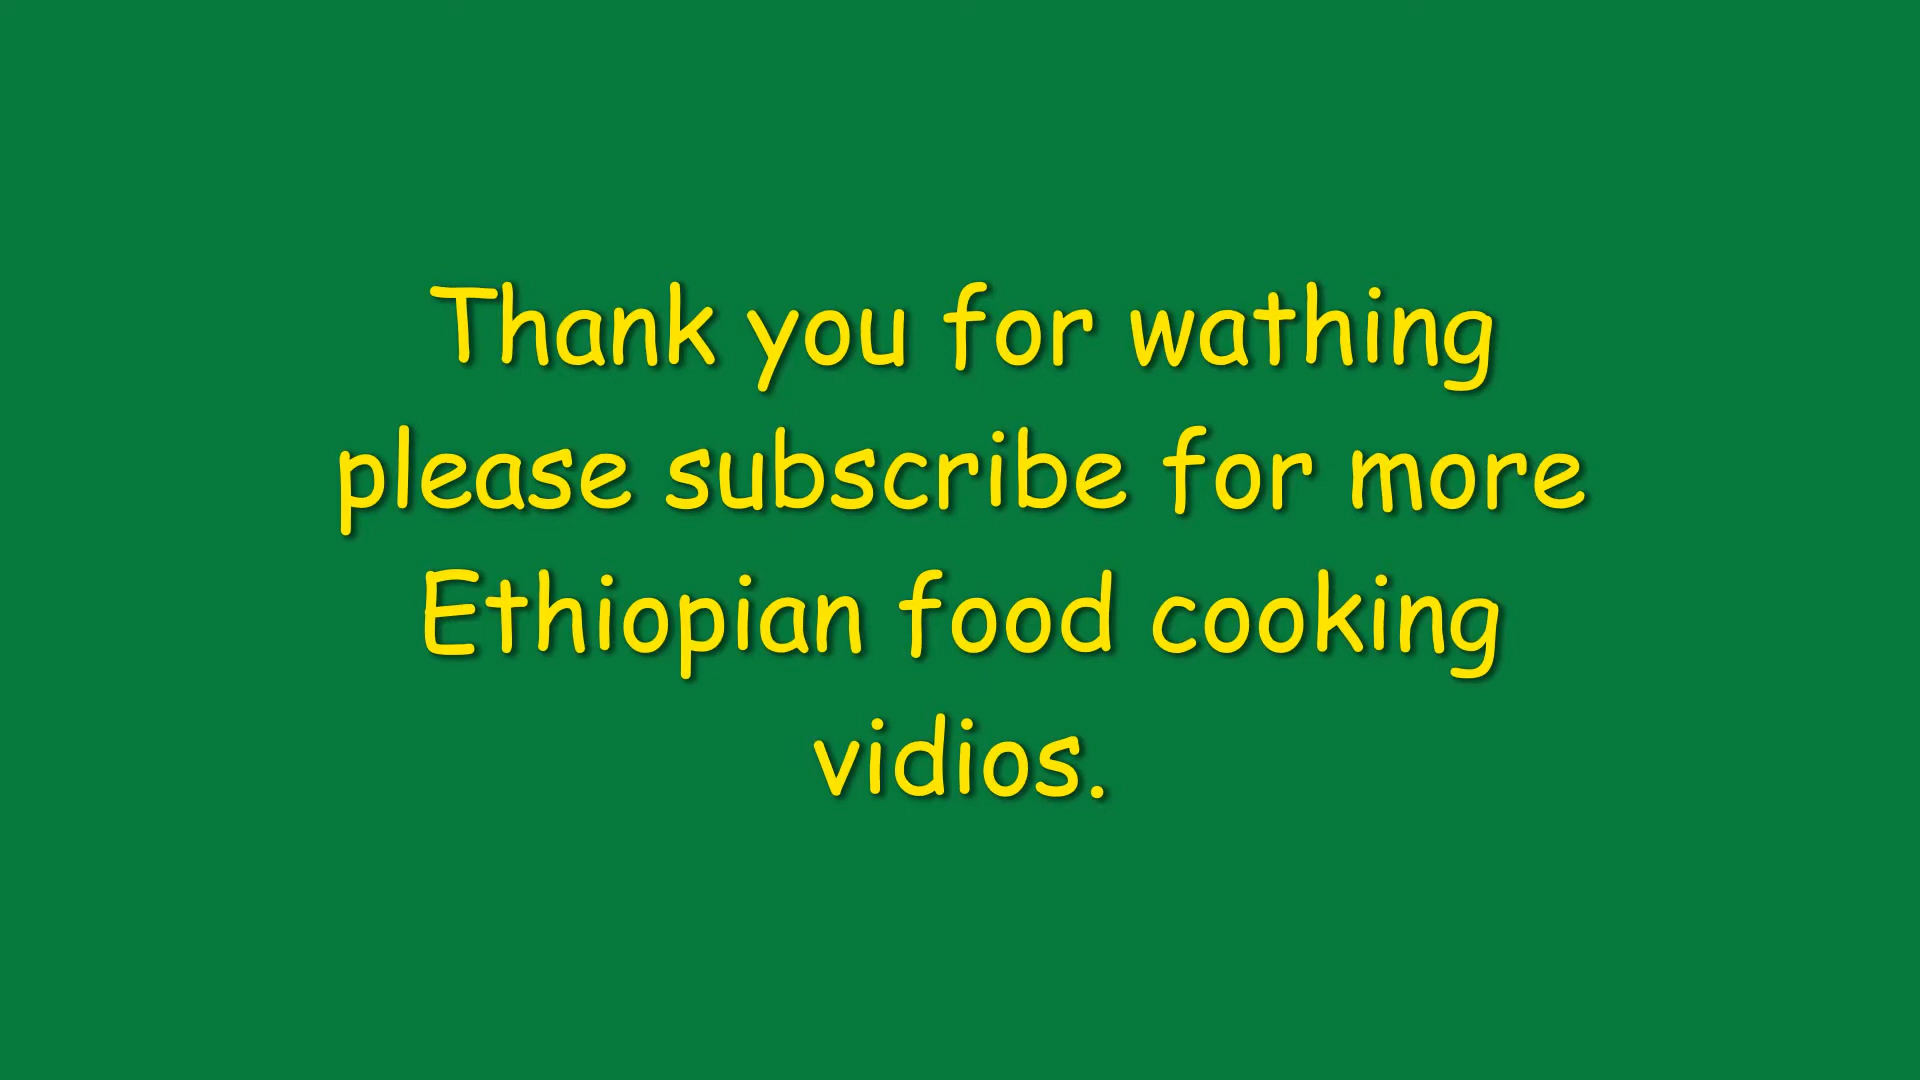 Thank you for wathing
please subscribe for more
Ethiopian food cooking
vidios.